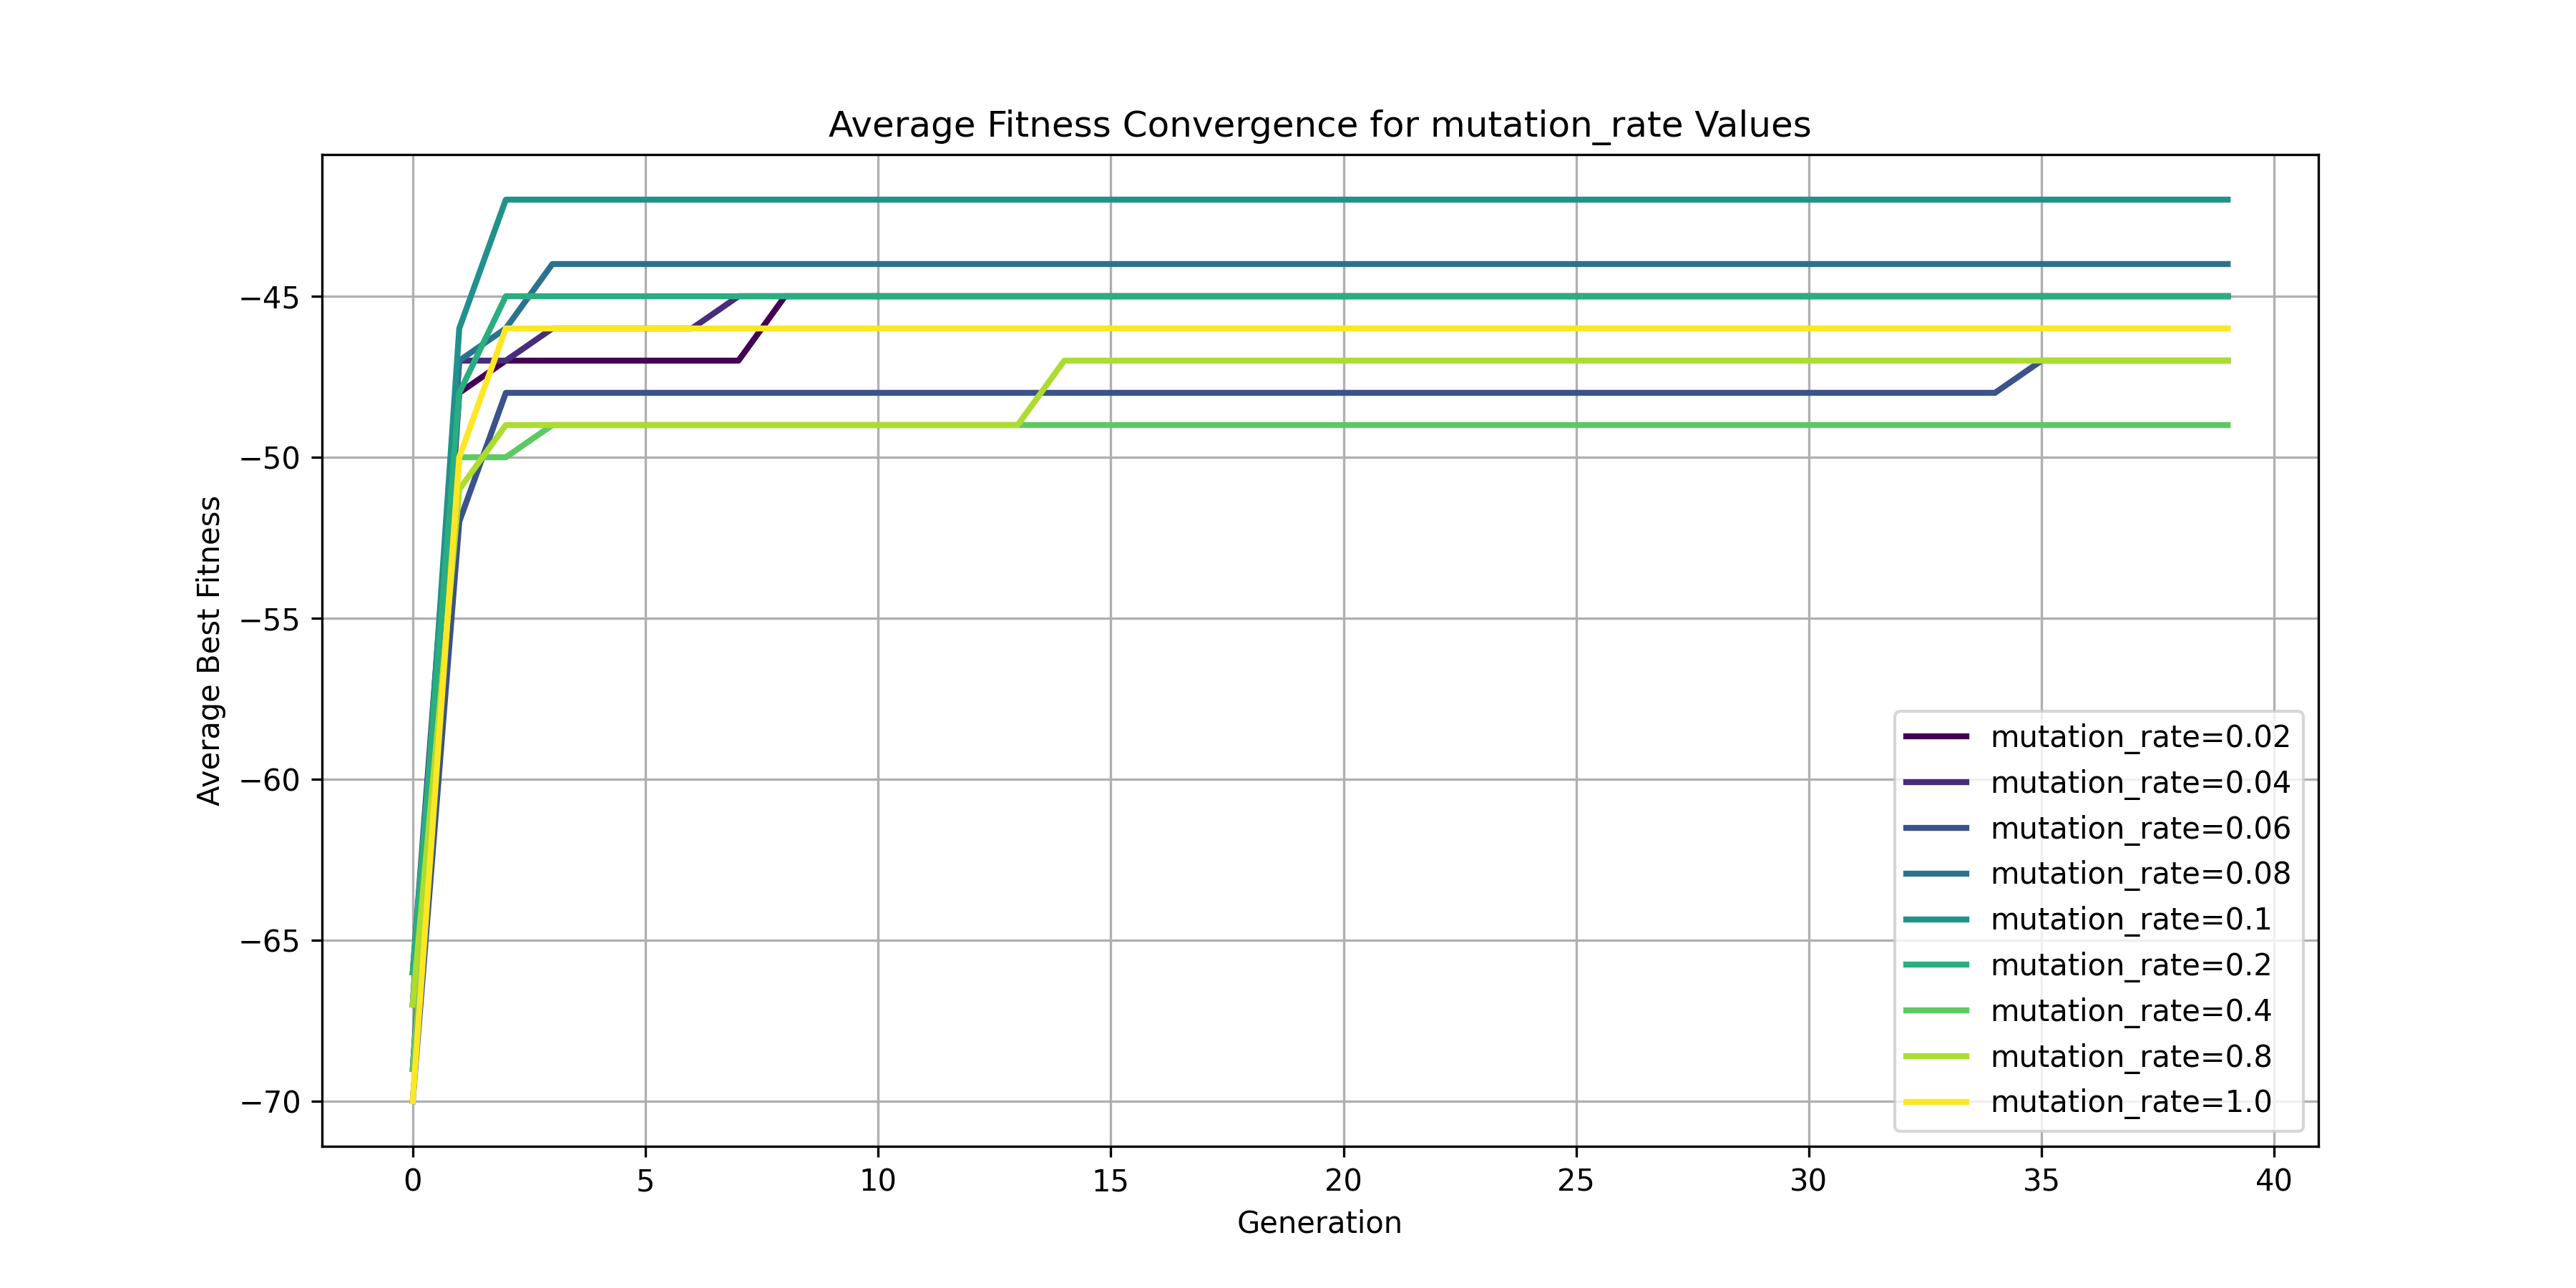 Average Fitness Convergence for mutation_rate Values
Average Best Fitness
−45
−50
−55
−60
−65
−70
mutation_rate=0.02
mutation_rate=0.04
mutation_rate=0.06
mutation_rate=0.08
mutation_rate=0.1
mutation_rate=0.2
mutation_rate=0.4
mutation_rate=0.8
mutation_rate=1.0
0 5 10 15 20 25 30 35 40
Generation